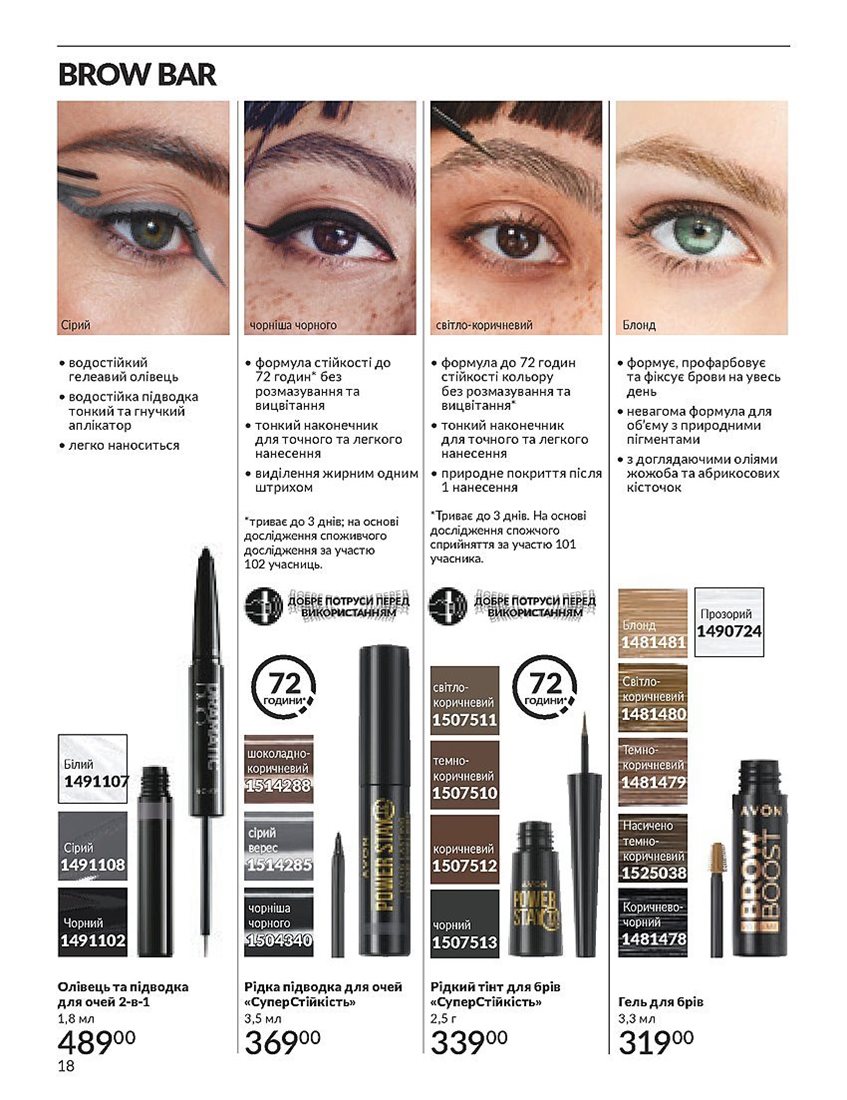 BROW BAR
Сірий
• водостійкий
гелеавий олівець
• водостійка підводка
тонкий та гнучкий
аплікатор
• легко наноситься
Білий
1491107
Сірий
1491108
Чорний
1491102
DRAMATIC
Олівець та підводка
для очей 2-в-1
1,8 мл
489⁰⁰
чорніша чорного
• формула стійкості до
72 годин* без
розмазування та
вицвітання
• тонкий наконечник
для точного та легкого
нанесення
• виділення жирним одним
штрихом
*триває до 3 днів; на основі
дослідження споживчого
дослідження за участю
102 учасниць.
ДОБРЕ ПОТРУСИ ПЕРЕД
ВИКОРИСТАННЯМ
72
ГОДИНИ*
шоколадно-
коричневий
1514288
сірий
верес
1514285
чорніша
чорного
1504340
AVON
POWER STAY
Рідка підводка для очей
«СуперСтійкість»
3,5 мл
369⁰⁰
світло-коричневий
• формула до 72 годин
стійкості кольору
без розмазування та
вицвітання*
• тонкий наконечник
для точного та легкого
нанесення
• природне покриття після
1 нанесення
*Триває до 3 днів. На основі
дослідження спожчого
сприйняття за участю 101
учасника.
ДОБРЕ ПОТРУСИ ПЕРЕД
ВИКОРИСТАННЯМ
72
ГОДИНИ*
світло-
коричневий
1507511
темно-
коричневий
1507510
коричневий
1507512
чорний
1507513
AVON
POWER
STAY
Рідкий тінт для брів
«СуперСтійкість»
2,5 г
339⁰⁰
Блонд
• формує, профарбовує
та фіксує брови на увесь
день
• невагома формула для
об’єму з природними
пігментами
• з доглядаючими оліями
жожоба та абрикосових
кісточок
Блонд
1481481
Прозорий
1490724
Світло-
коричневий
1481480
Темно-
коричневий
1481479
Насичено
темно-
коричневий
1525038
Коричнево-
чорний
1481478
AVON
BROW
BOOST
Гель для брів
3,3 мл
319⁰⁰
18